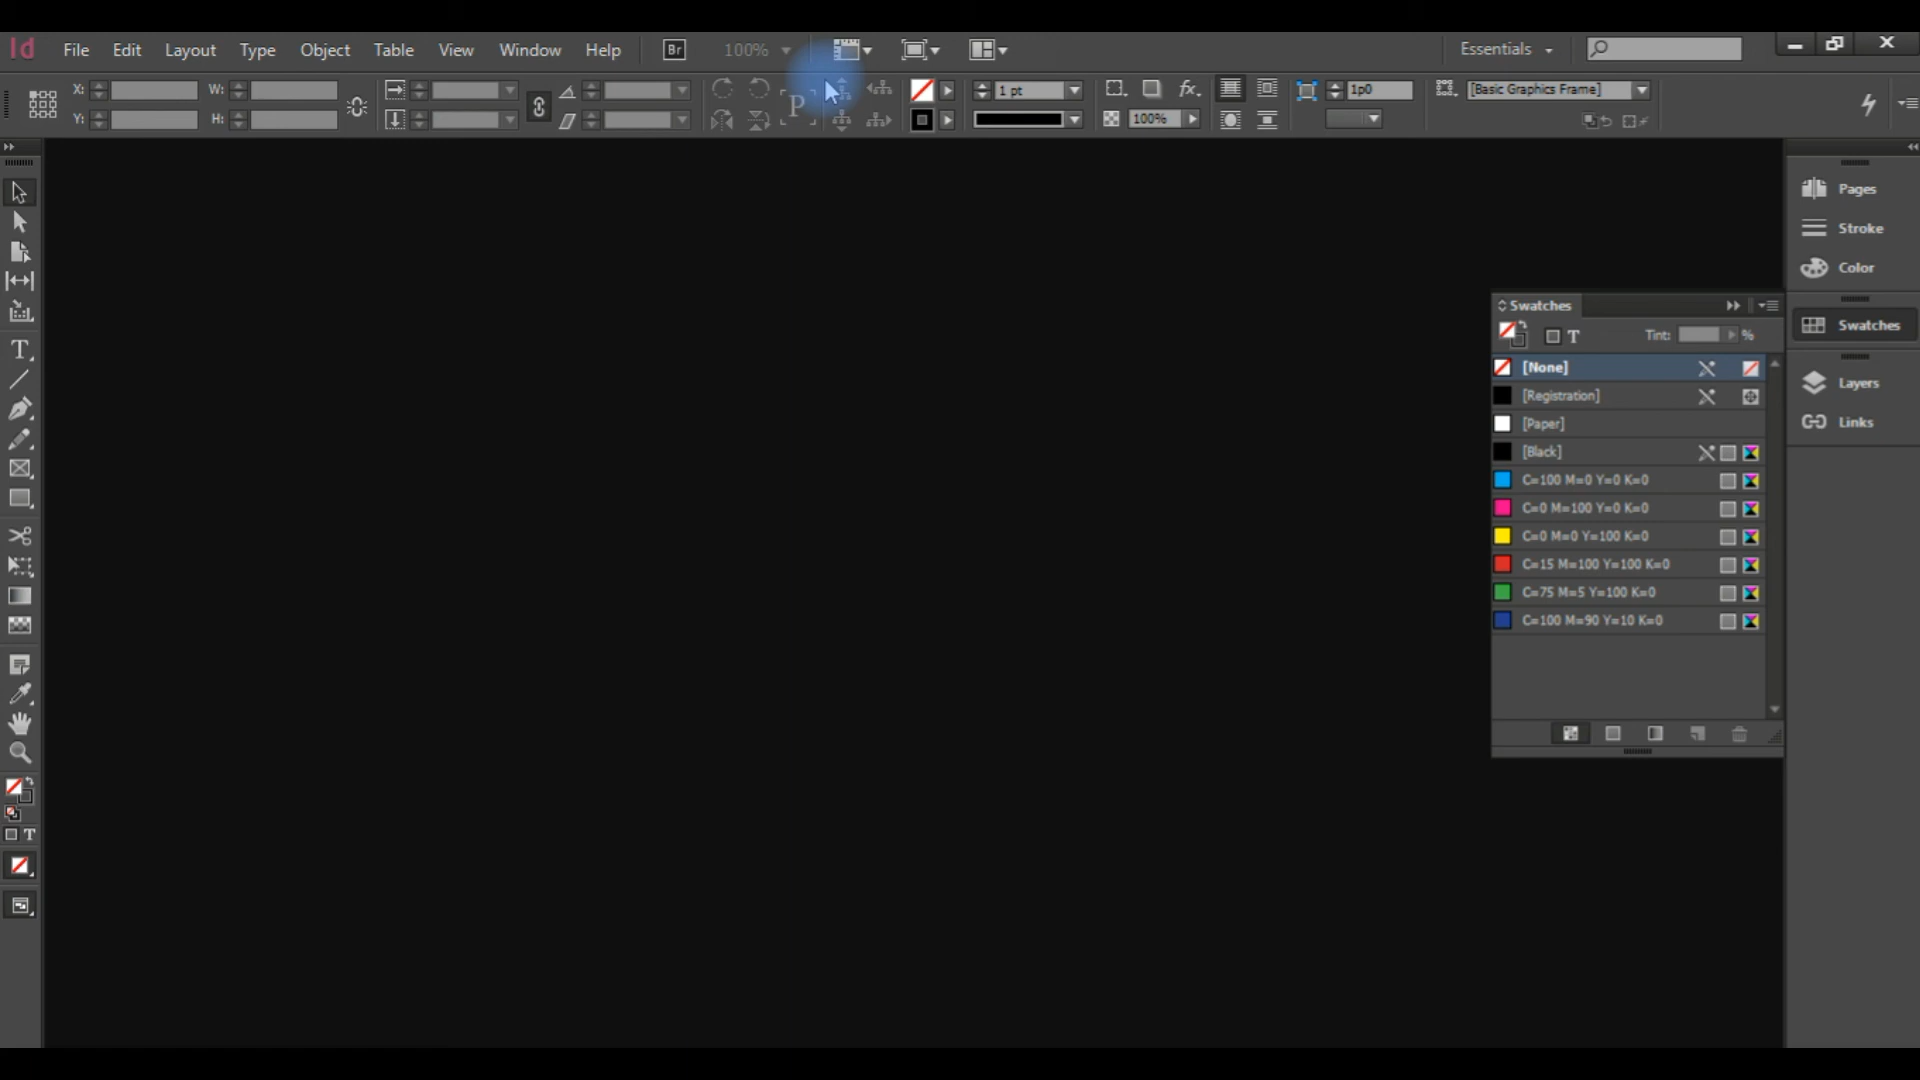 Id File Edit Layout Type Object Table View Window Help Br 100% Essentials
X: W: 1 pt fx. 1p0 [Basic Graphics Frame]
Y: H: P 100%
Pages
Stroke
Color
Swatches
Layers
Links
Swatches
T Tint: %
[None]
[Registration]
[Paper]
[Black]
C=100 M=0 Y=0 K=0
C=0 M=100 Y=0 K=0
C=0 M=0 Y=100 K=0
C=15 M=100 Y=100 K=0
C=75 M=5 Y=100 K=0
C=100 M=90 Y=10 K=0
T
T